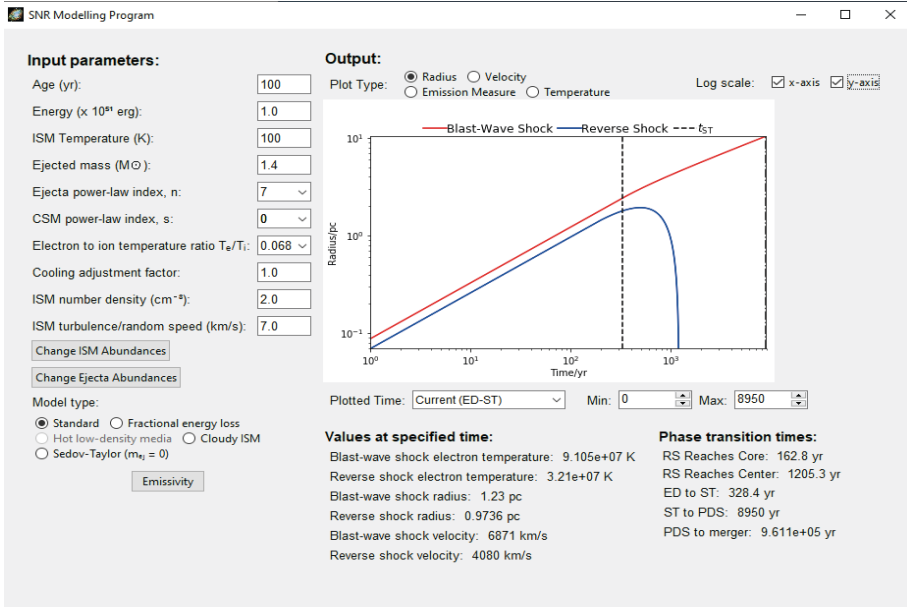 SNR Modelling Program
Input parameters:
Age (yr): 100
Energy (x 10⁵¹ erg): 1.0
ISM Temperature (K): 100
Ejected mass (M⊙): 1.4
Ejecta power-law index, n: 7
CSM power-law index, s: 0
Electron to ion temperature ratio Tₑ/Tᵢ: 0.068
Cooling adjustment factor: 1.0
ISM number density (cm⁻³): 2.0
ISM turbulence/random speed (km/s): 7.0
Change ISM Abundances
Change Ejecta Abundances
Model type:
Standard Fractional energy loss
Hot low-density media Cloudy ISM
Sedov-Taylor (mₑⱼ = 0)
Emissivity
Output:
Plot Type: Radius Velocity
Emission Measure Temperature
Log scale: x-axis y-axis
Blast-Wave Shock Reverse Shock t_ST
10¹
10⁰
10⁻¹
Radius/pc
10⁰ 10¹ 10² 10³
Time/yr
Plotted Time: Current (ED-ST) Min: 0 Max: 8950
Values at specified time:
Blast-wave shock electron temperature: 9.105e+07 K
Reverse shock electron temperature: 3.21e+07 K
Blast-wave shock radius: 1.23 pc
Reverse shock radius: 0.9736 pc
Blast-wave shock velocity: 6871 km/s
Reverse shock velocity: 4080 km/s
Phase transition times:
RS Reaches Core: 162.8 yr
RS Reaches Center: 1205.3 yr
ED to ST: 328.4 yr
ST to PDS: 8950 yr
PDS to merger: 9.611e+05 yr